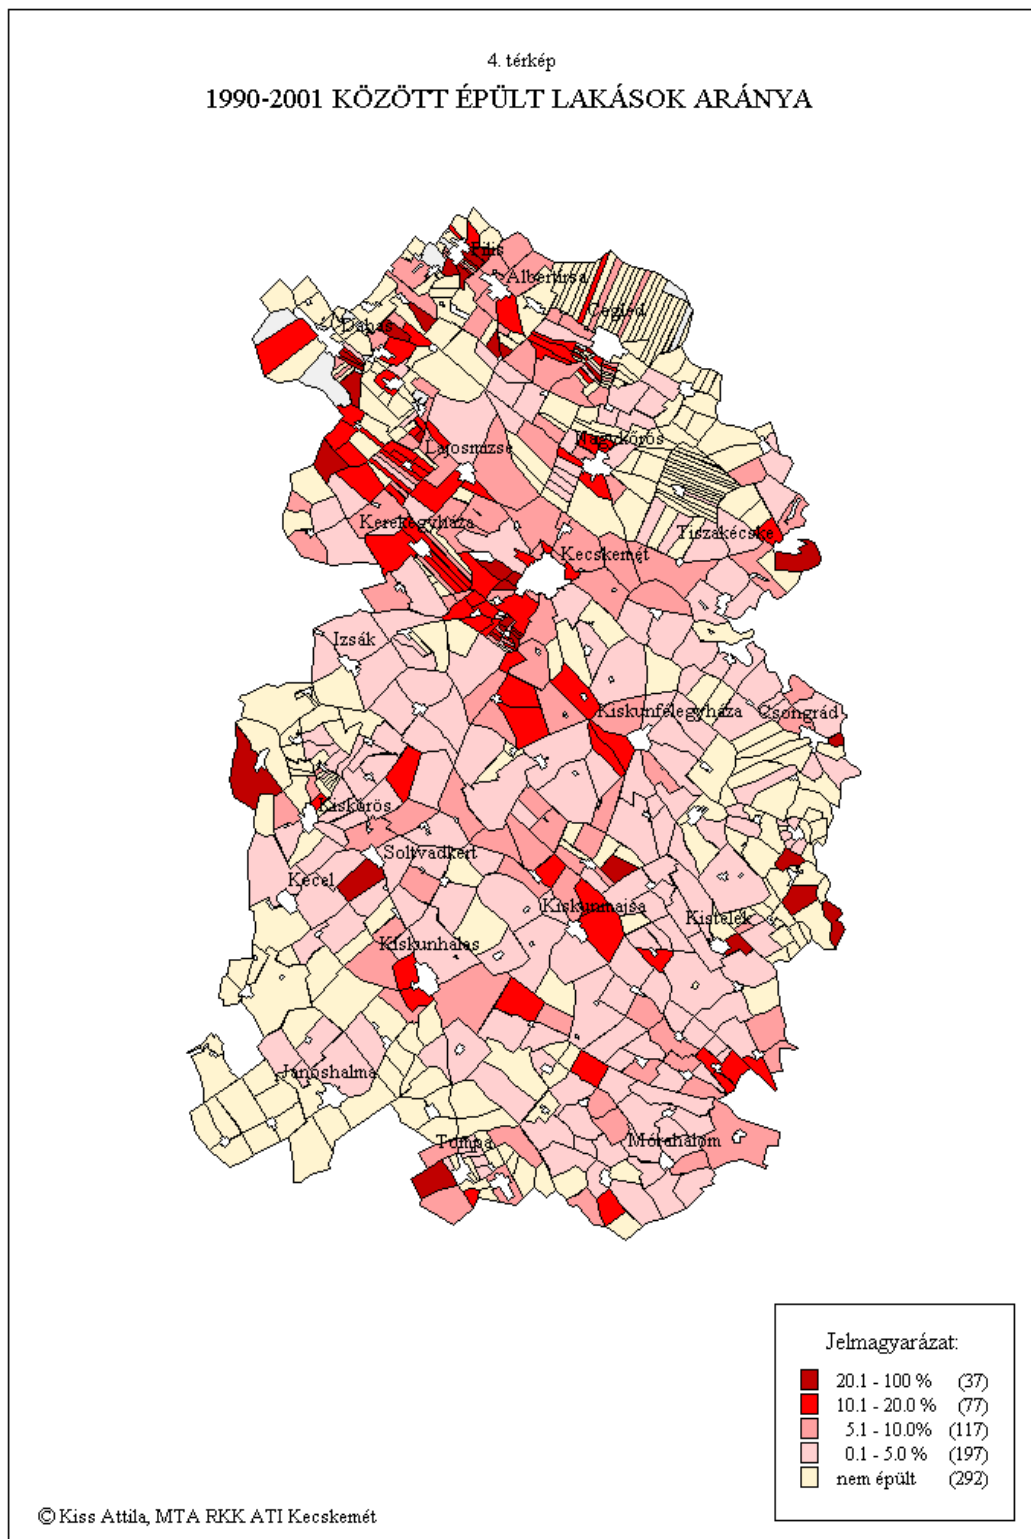 4. térkép
1990-2001 KÖZÖTT ÉPÜLT LAKÁSOK ARÁNYA
Pilis
Albertirsa
Cegléd
Dabas
Nagykőrös
Lajosmizse
Kerekegyháza
Tiszakécske
Kecskemét
Izsák
Kiskunfélegyháza
Csongrád
Kiskőrös
Soltvadkert
Kecel
Kiskunmajsa
Kistelek
Kiskunhalas
Jánoshalma
Tompa
Mórahalom
Jelmagyarázat:
20.1 - 100 % (37)
10.1 - 20.0 % (77)
5.1 - 10.0% (117)
0.1 - 5.0 % (197)
nem épült (292)
© Kiss Attila, MTA RKK ATI Kecskemét